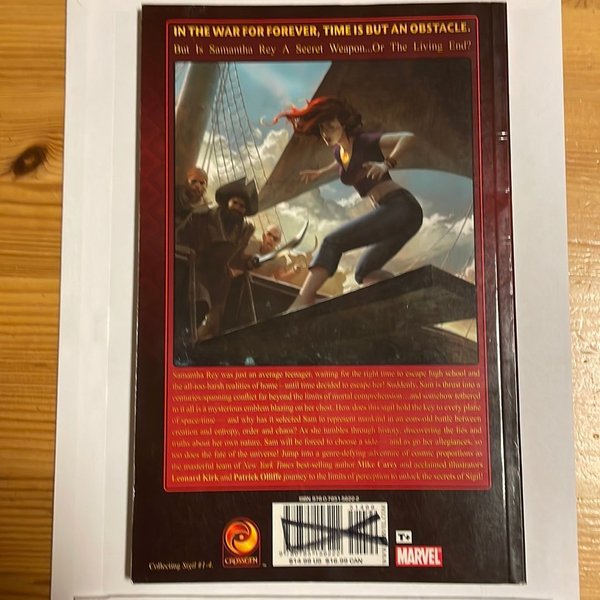 IN THE WAR FOR FOREVER, TIME IS BUT AN OBSTACLE.
But Is Samantha Rey A Secret Weapon...Or The Living End?
Samantha Rey was just an average teenager, waiting for the right time to escape high school and
the all-too-harsh realities of home—until time decided to escape her! Suddenly, Sam is thrust into a
centuries-spanning conflict far beyond the limits of mortal comprehension...and somehow tethered
to it all is a mysterious emblem blazing on her chest. How does this sigil hold the key to every plane
of space-time—and why has it selected Sam to represent mankind in an age-old battle between
creation and entropy, order and chaos? As she tumbles through history, discovering the lies and
truths about her own nature, Sam will be forced to choose a side—and as go her allegiances, so
too does the fate of the universe! Jump into a genre-defying adventure of cosmic proportions as
the masterful team of New York Times best-selling author Mike Carey and acclaimed illustrators
Leonard Kirk and Patrick Olliffe journey to the limits of perception to unlock the secrets of Sigil!
ISBN 978-0-7851-5622-2
51499
$14.99 US $16.99 CAN
Collecting Sigil #1-4.
CROSSGEN
T+
MARVEL